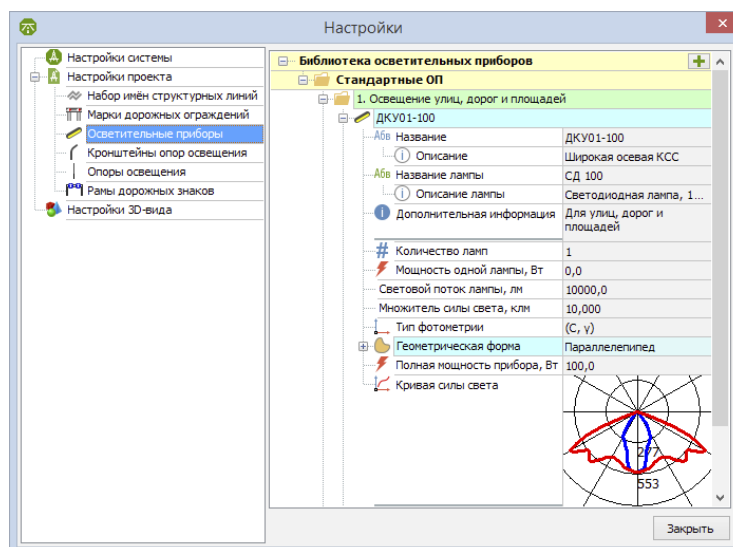 Настройки
Настройки системы
Настройки проекта
Набор имён структурных линий
Марки дорожных ограждений
Осветительные приборы
Кронштейны опор освещения
Опоры освещения
Рамы дорожных знаков
Настройки 3D-вида
Библиотека осветительных приборов
Стандартные ОП
1. Освещение улиц, дорог и площадей
ДКУ01-100
Абв Название ДКУ01-100
Описание Широкая осевая КСС
Абв Название лампы СД 100
Описание лампы Светодиодная лампа, 1...
Дополнительная информация Для улиц, дорог и
площадей
# Количество ламп 1
Мощность одной лампы, Вт 0,0
Световой поток лампы, лм 10000,0
Множитель силы света, клм 10,000
Тип фотометрии (C, γ)
Геометрическая форма Параллелепипед
Полная мощность прибора, Вт 100,0
Кривая силы света
277
553
Закрыть